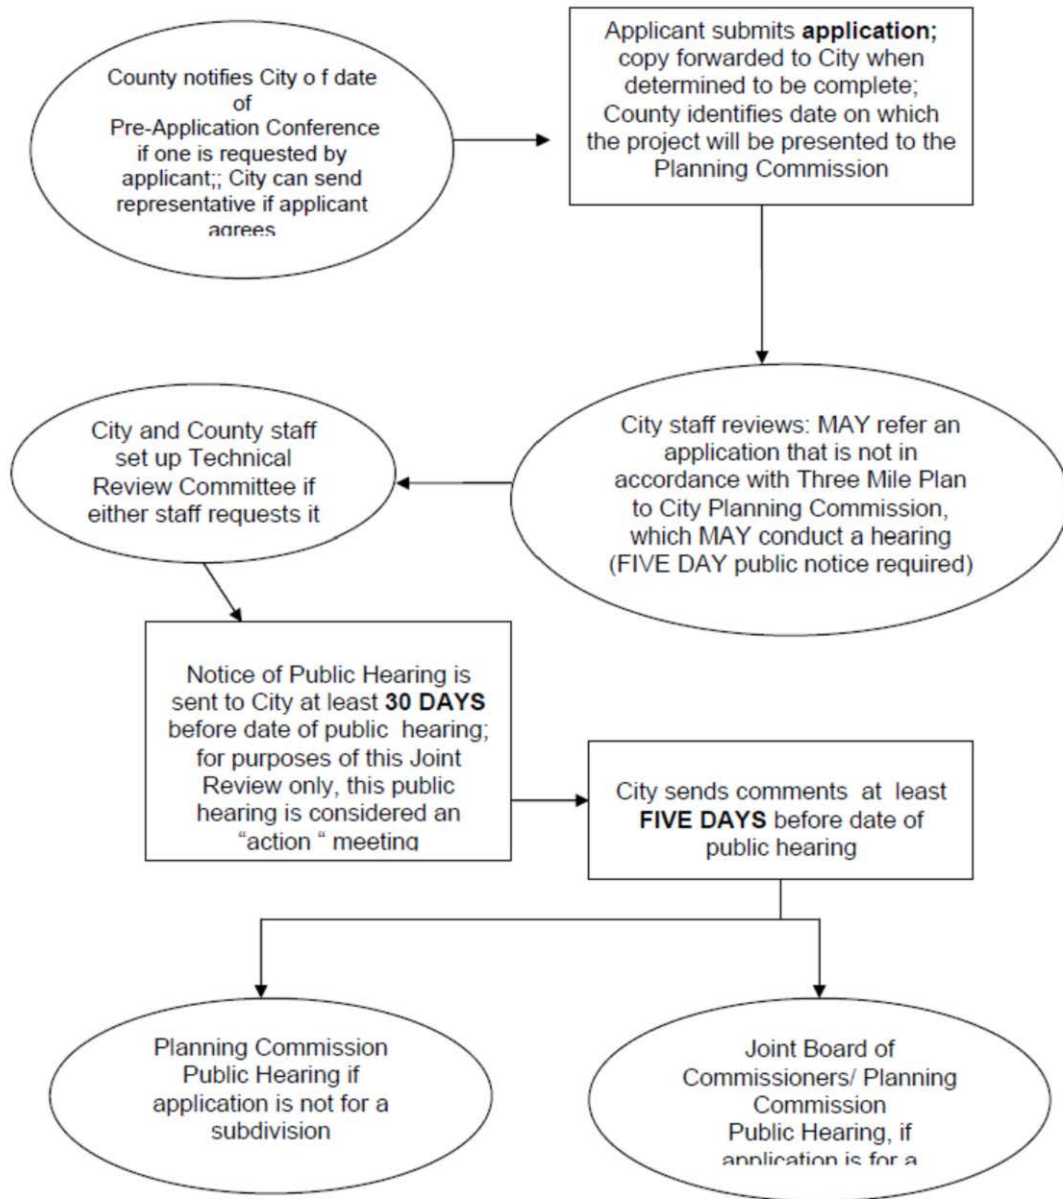 County notifies City o f date
of
Pre-Application Conference
if one is requested by
applicant;; City can send
representative if applicant
agrees
Applicant submits application;
copy forwarded to City when
determined to be complete;
County identifies date on which
the project will be presented to the
Planning Commission
City and County staff
set up Technical
Review Committee if
either staff requests it
City staff reviews: MAY refer an
application that is not in
accordance with Three Mile Plan
to City Planning Commission,
which MAY conduct a hearing
(FIVE DAY public notice required)
Notice of Public Hearing is
sent to City at least 30 DAYS
before date of public hearing;
for purposes of this Joint
Review only, this public
hearing is considered an
“action “ meeting
City sends comments at least
FIVE DAYS before date of
public hearing
Planning Commission
Public Hearing if
application is not for a
subdivision
Joint Board of
Commissioners/ Planning
Commission
Public Hearing, if
application is for a